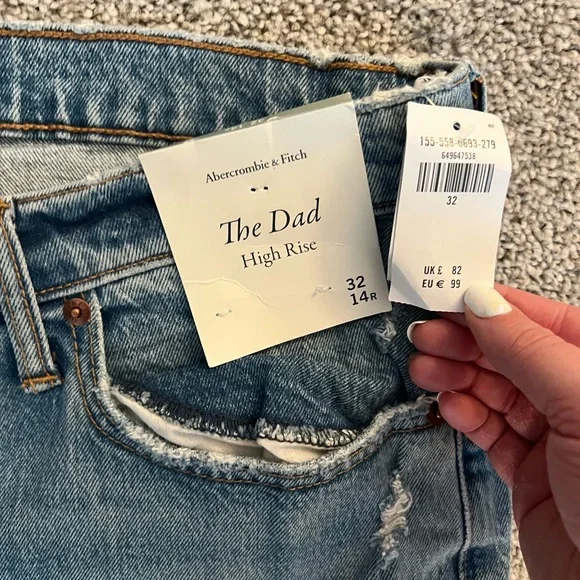 Abercrombie & Fitch
The Dad
High Rise
32
14R
155-558-0693-279
649647538
32
UK £ 82
EU € 99